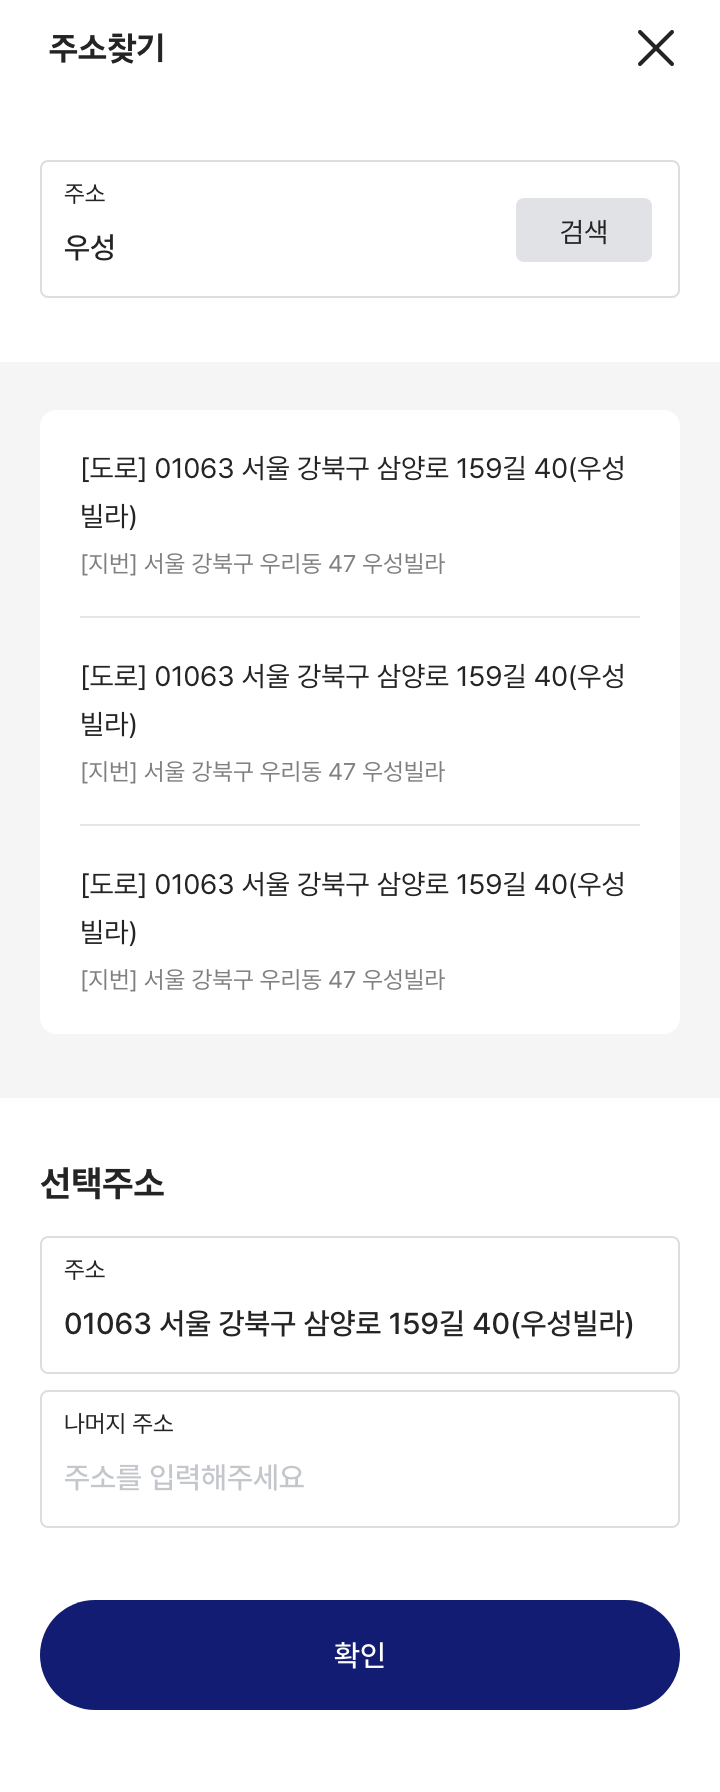 주소찾기
주소
우성
검색
[도로] 01063 서울 강북구 삼양로 159길 40(우성
빌라)
[지번] 서울 강북구 우리동 47 우성빌라
[도로] 01063 서울 강북구 삼양로 159길 40(우성
빌라)
[지번] 서울 강북구 우리동 47 우성빌라
[도로] 01063 서울 강북구 삼양로 159길 40(우성
빌라)
[지번] 서울 강북구 우리동 47 우성빌라
선택주소
주소
01063 서울 강북구 삼양로 159길 40(우성빌라)
나머지 주소
주소를 입력해주세요
확인